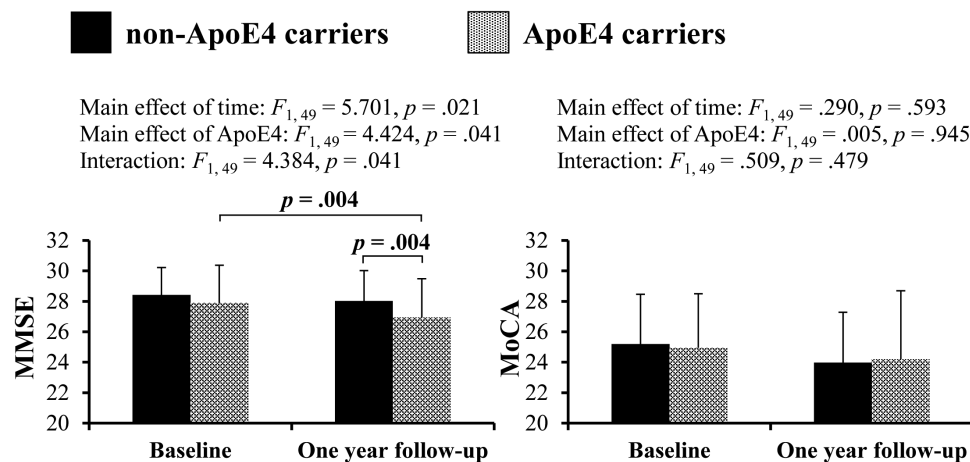 non-ApoE4 carriers
ApoE4 carriers
Main effect of time: F1, 49 = 5.701, p = .021
Main effect of ApoE4: F1, 49 = 4.424, p = .041
Interaction: F1, 49 = 4.384, p = .041
p = .004
p = .004
MMSE
32
30
28
26
24
22
20
Baseline
One year follow-up
Main effect of time: F1, 49 = .290, p = .593
Main effect of ApoE4: F1, 49 = .005, p = .945
Interaction: F1, 49 = .509, p = .479
MoCA
32
30
28
26
24
22
20
Baseline
One year follow-up